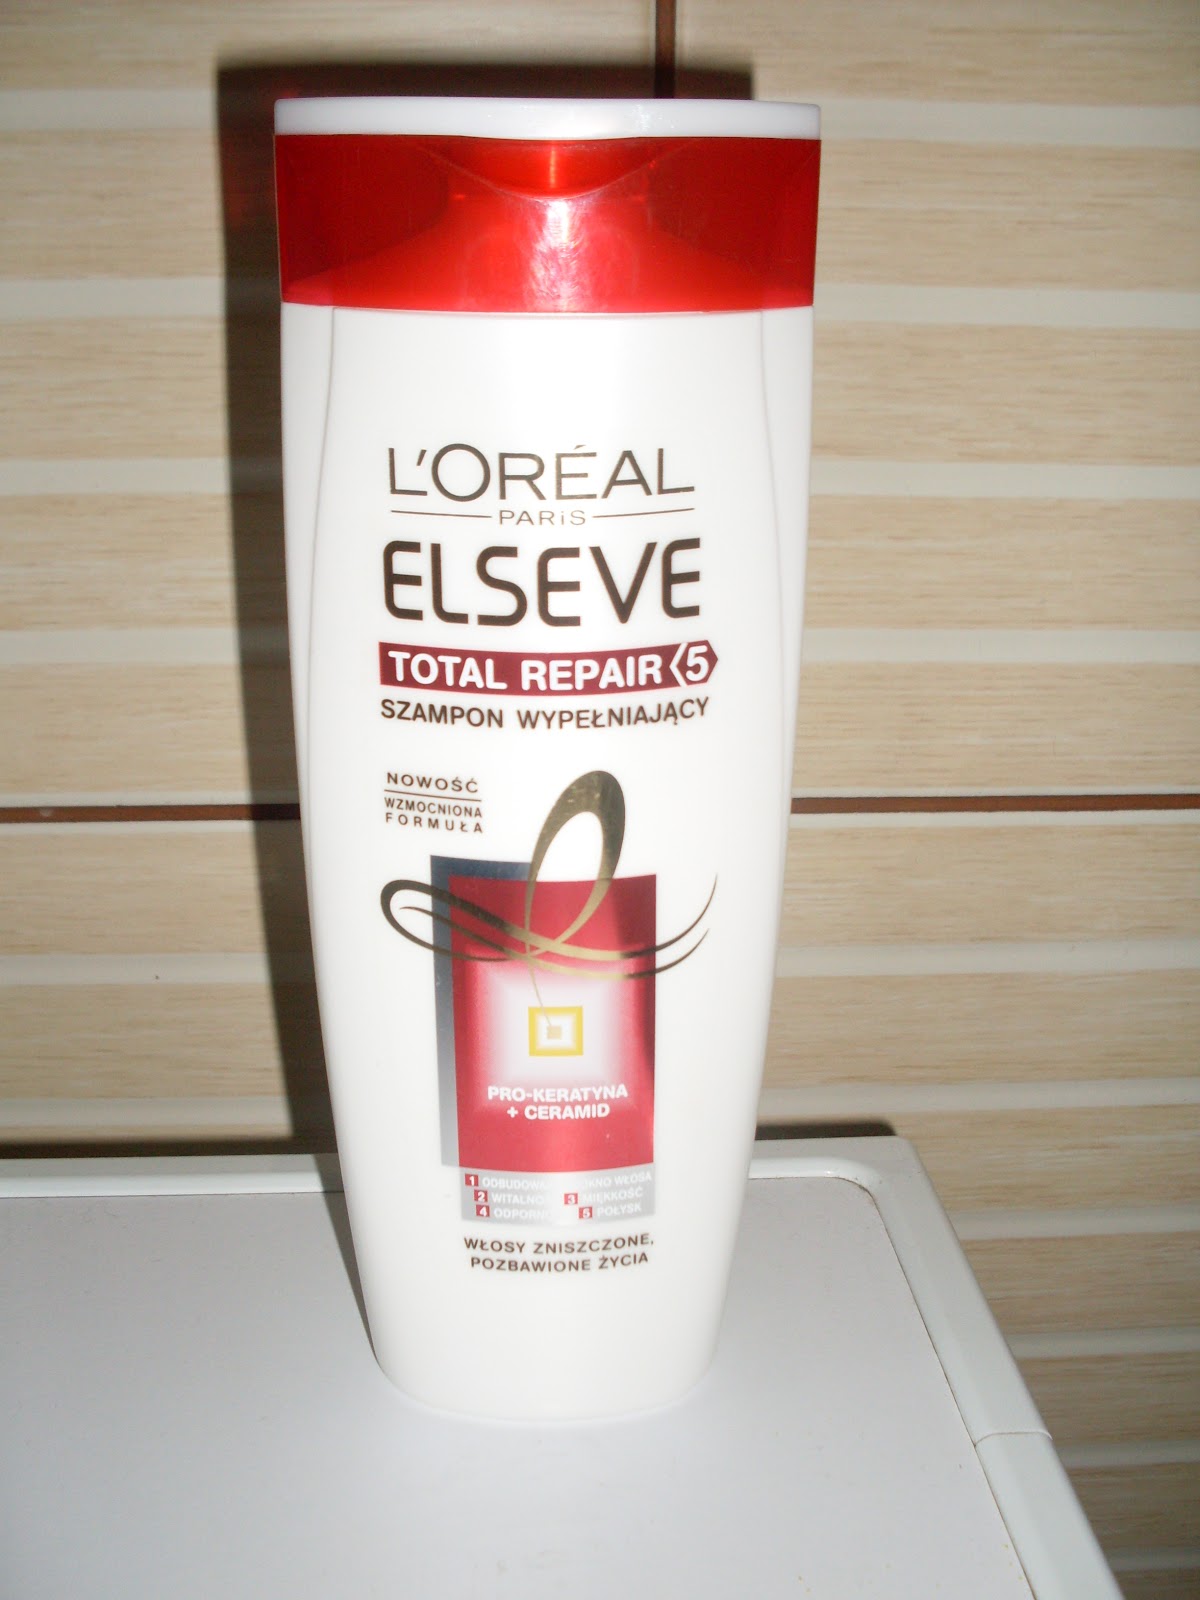 L'ORÉAL
PARiS
ELSEVE
TOTAL REPAIR 5
SZAMPON WYPEŁNIAJĄCY
NOWOŚĆ
WZMOCNIONA
FORMUŁA
PRO-KERATYNA
+ CERAMID
1 WŁOSA
2 3 MIĘKKOŚĆ
4 5 POŁYSK
WŁOSY ZNISZCZONE,
POZBAWIONE ŻYCIA